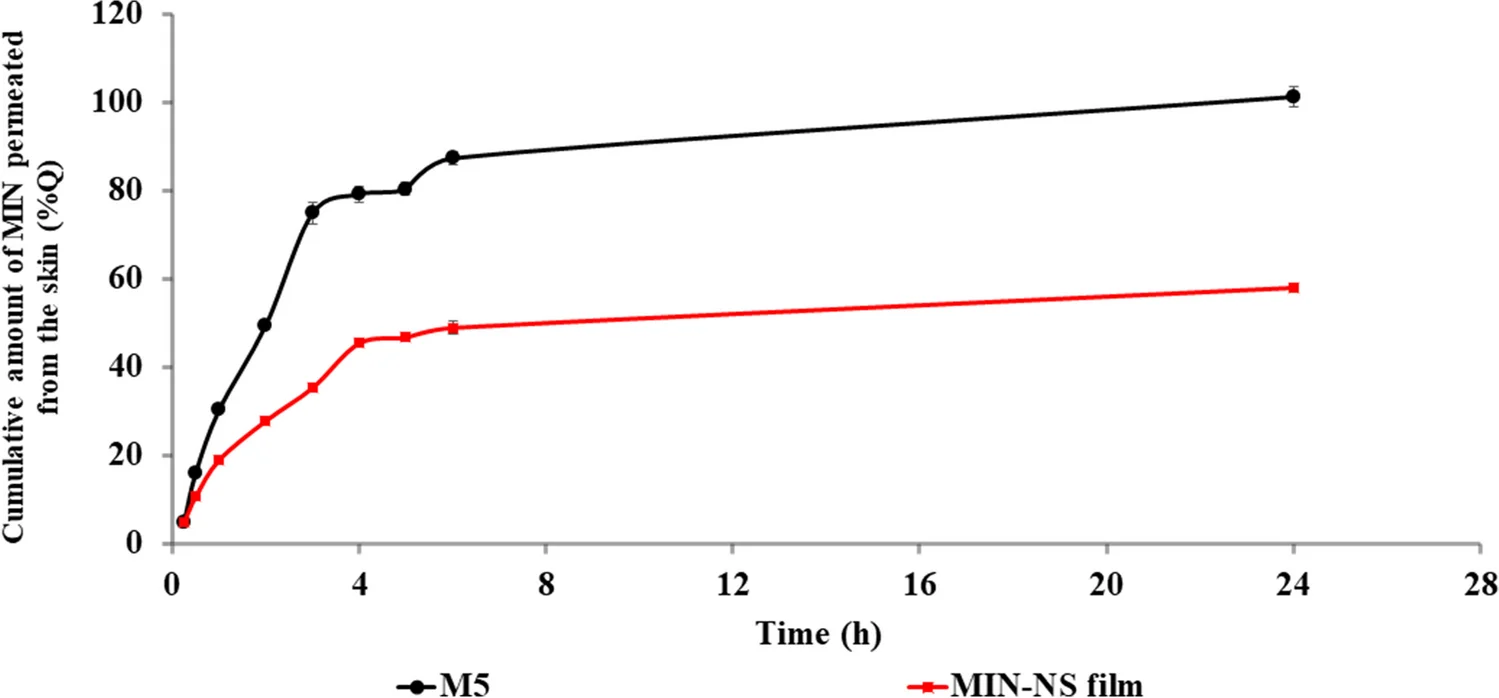 Cumulative amount of MIN permeated
from the skin (%Q)
120
100
80
60
40
20
0
0 4 8 12 16 20 24 28
Time (h)
M5 MIN-NS film